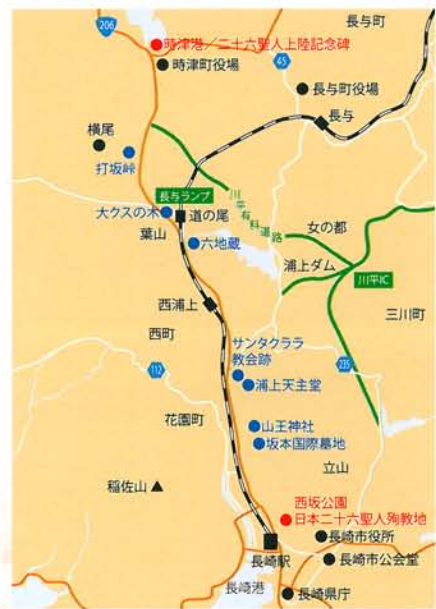 206
長与町
時津港／二十六聖人上陸記念碑
45
時津町役場
長与町役場
長与
横尾
打坂峠
長与ランプ
川平有料道路
大クスの木
道の尾
女の都
葉山
六地蔵
浦上ダム
川平IC
西浦上
三川町
西町
サンタクララ
教会跡
112
235
浦上天主堂
花園町
山王神社
坂本国際墓地
立山
稲佐山
西坂公園
日本二十六聖人殉教地
長崎市役所
長崎駅
長崎市公会堂
長崎港
長崎県庁